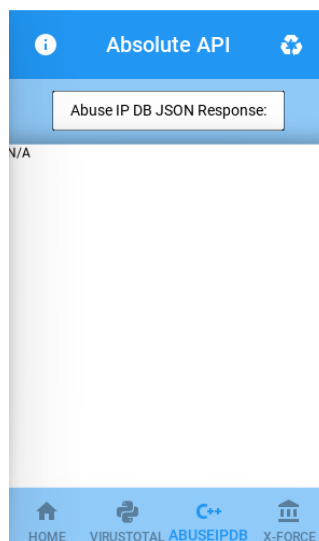 Absolute API
Abuse IP DB JSON Response:
N/A
C++
HOME VIRUSTOTAL ABUSEIPDB X-FORCE